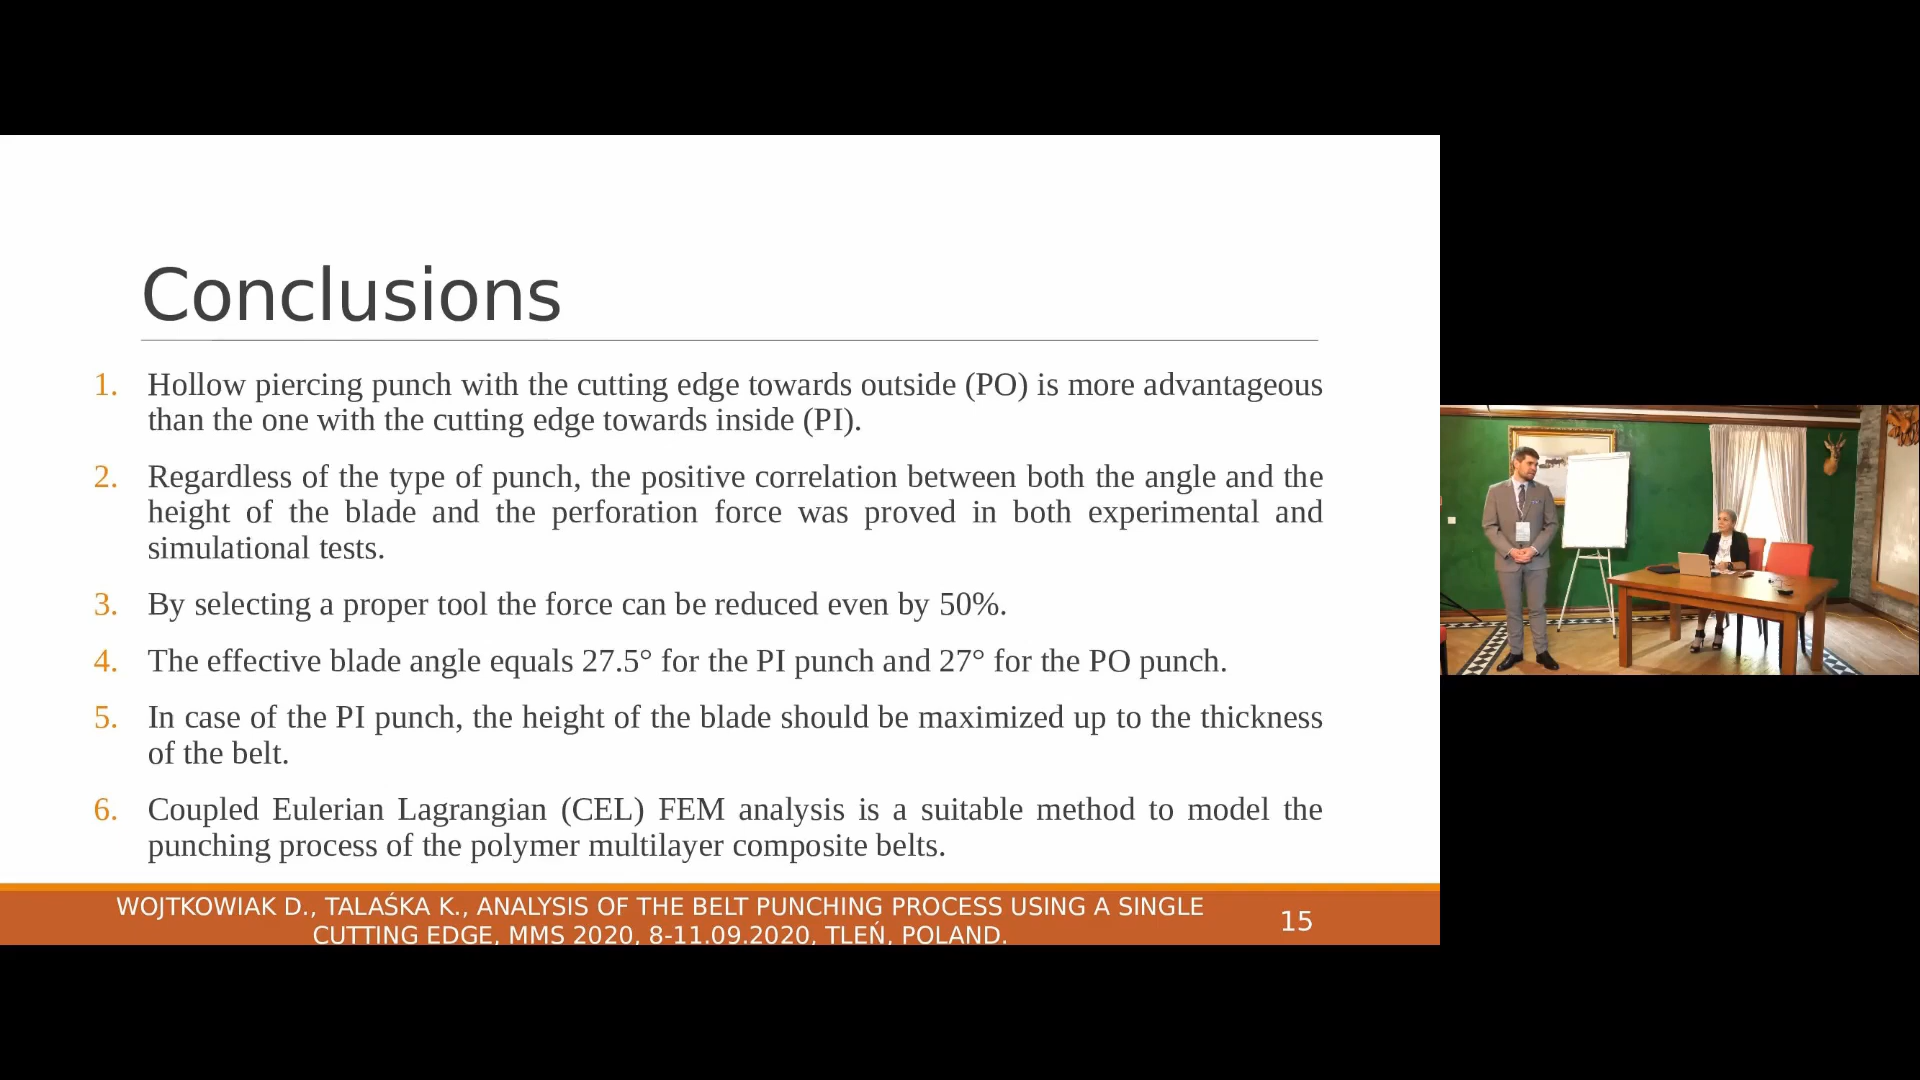 Conclusions
1. Hollow piercing punch with the cutting edge towards outside (PO) is more advantageous
than the one with the cutting edge towards inside (PI).
2. Regardless of the type of punch, the positive correlation between both the angle and the
height of the blade and the perforation force was proved in both experimental and
simulational tests.
3. By selecting a proper tool the force can be reduced even by 50%.
4. The effective blade angle equals 27.5° for the PI punch and 27° for the PO punch.
5. In case of the PI punch, the height of the blade should be maximized up to the thickness
of the belt.
6. Coupled Eulerian Lagrangian (CEL) FEM analysis is a suitable method to model the
punching process of the polymer multilayer composite belts.
WOJTKOWIAK D., TALAŚKA K., ANALYSIS OF THE BELT PUNCHING PROCESS USING A SINGLE
CUTTING EDGE, MMS 2020, 8-11.09.2020, TLEŃ, POLAND.
15